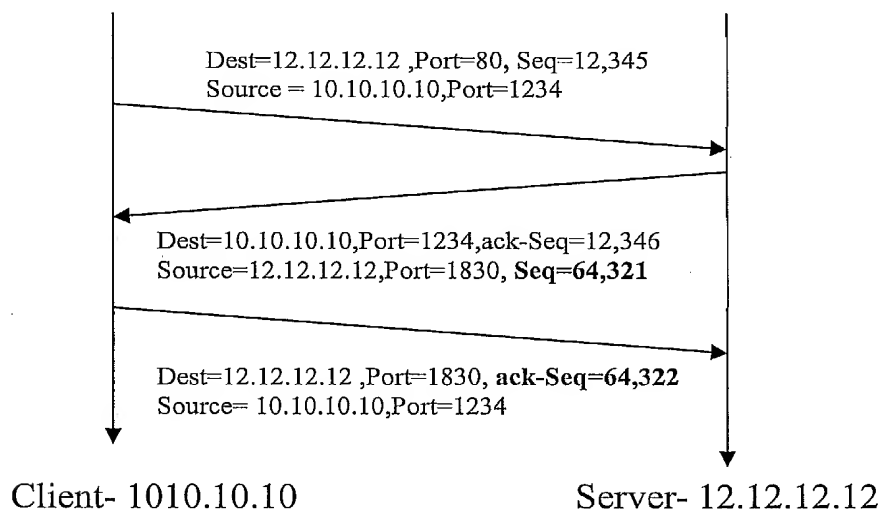 Dest=12.12.12.12 ,Port=80, Seq=12,345
Source = 10.10.10.10,Port=1234
Dest=10.10.10.10,Port=1234,ack-Seq=12,346
Source=12.12.12.12,Port=1830, Seq=64,321
Dest=12.12.12.12 ,Port=1830, ack-Seq=64,322
Source= 10.10.10.10,Port=1234
Client- 1010.10.10
Server- 12.12.12.12